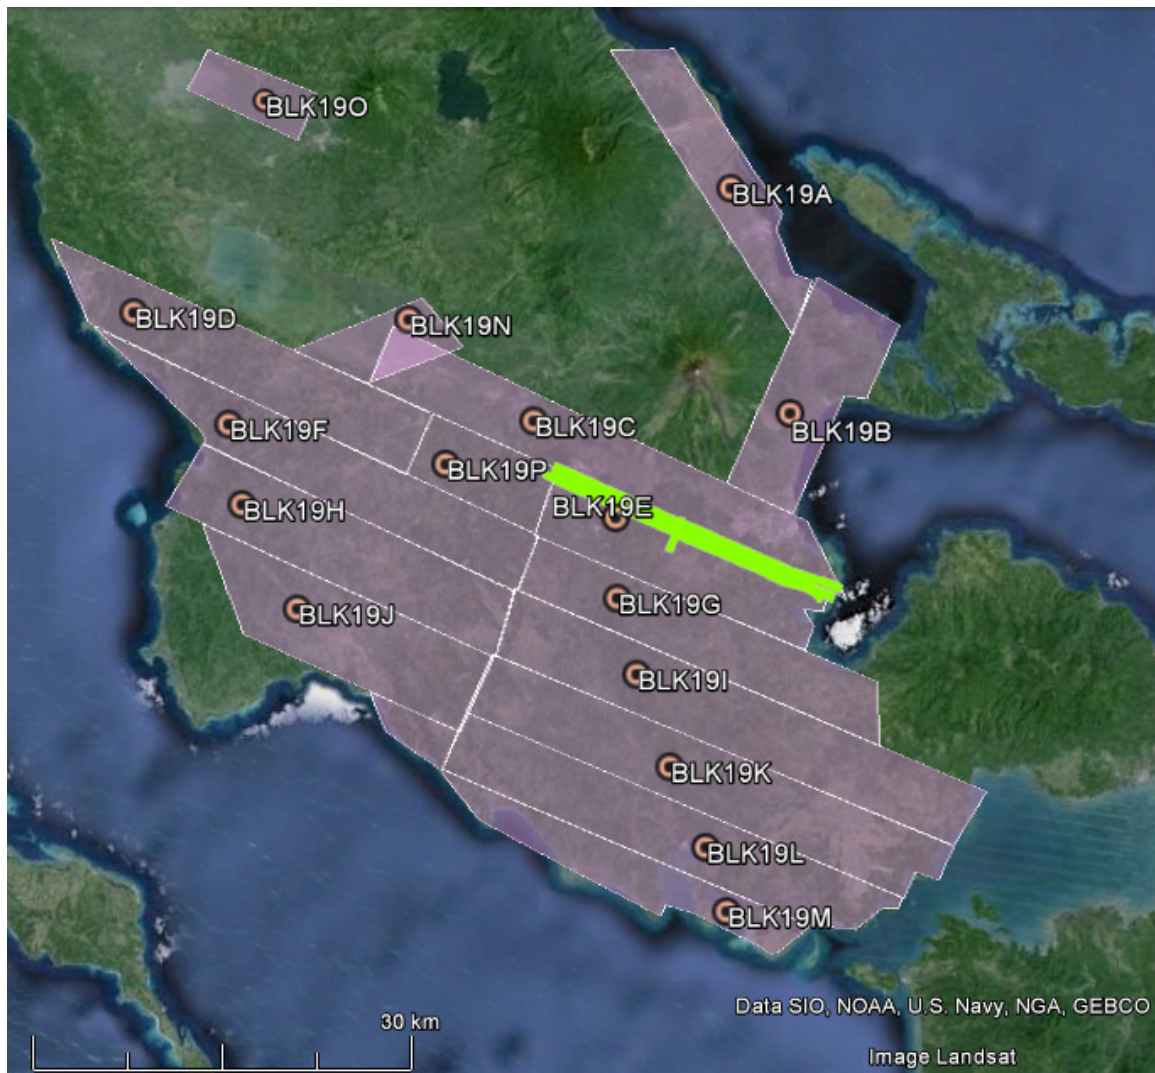 BLK19O
BLK19A
BLK19D
BLK19N
BLK19F
BLK19C
BLK19B
BLK19P
BLK19H
BLK19E
BLK19J
BLK19G
BLK19I
BLK19K
BLK19L
BLK19M
Data SIO, NOAA, U.S. Navy, NGA, GEBCO
30 km
Image Landsat